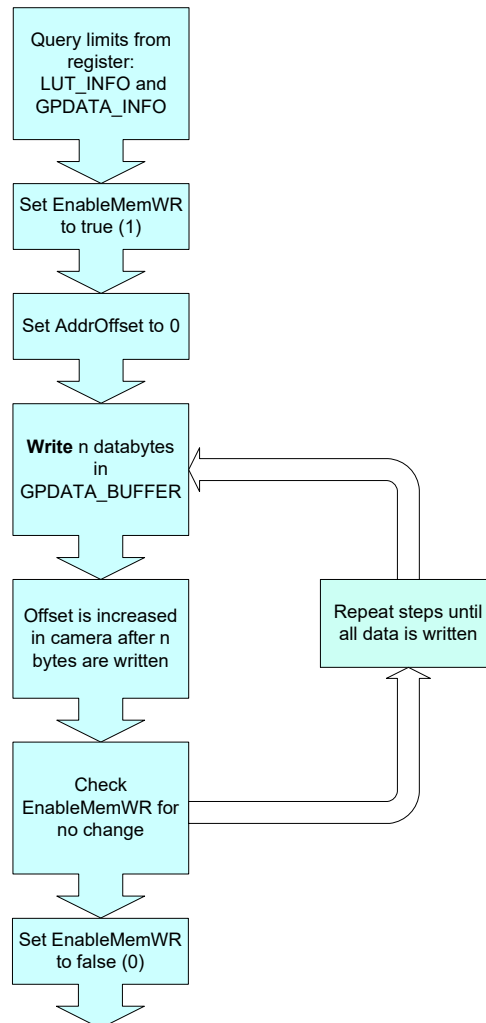 Query limits from
register:
LUT_INFO and
GPDATA_INFO
Set EnableMemWR
to true (1)
Set AddrOffset to 0
Write n databytes
in
GPDATA_BUFFER
Offset is increased
in camera after n
bytes are written
Repeat steps until
all data is written
Check
EnableMemWR for
no change
Set EnableMemWR
to false (0)